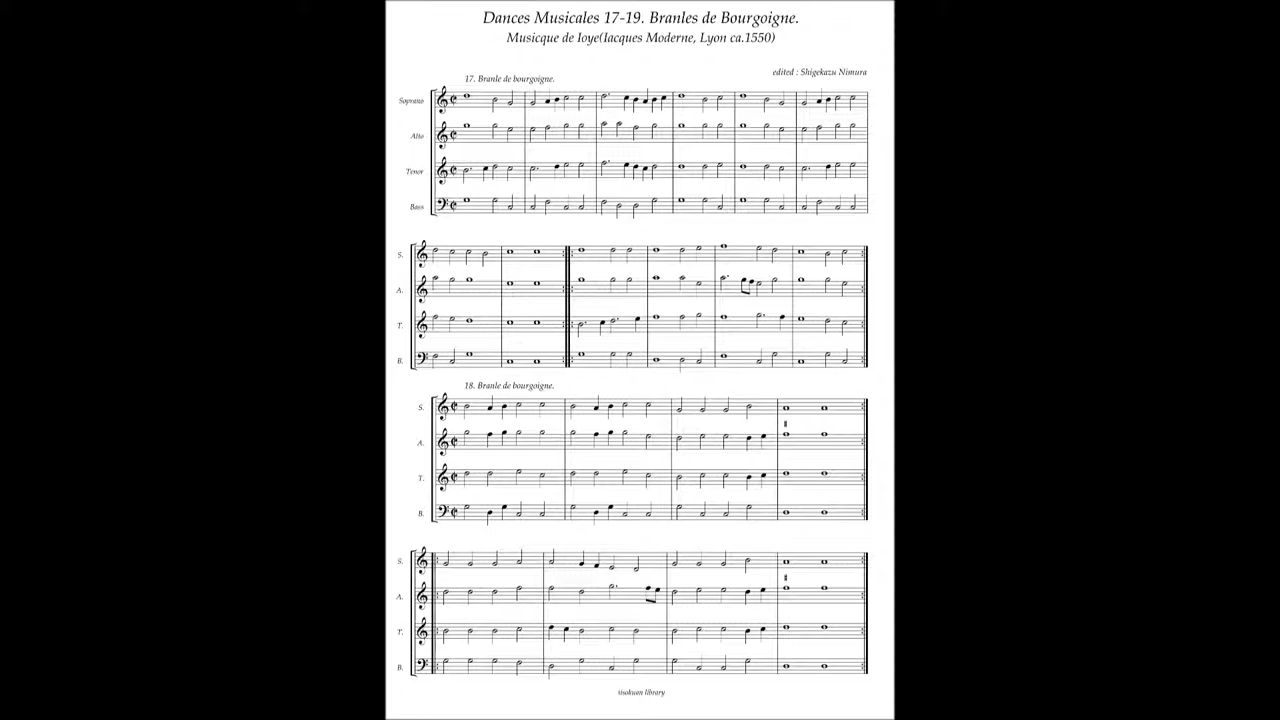 Dances Musicales 17-19. Branles de Bourgoigne.
Musicque de Ioye(Iacques Moderne, Lyon ca.1550)
edited : Shigekazu Nimura
17. Branle de bourgoigne.
Soprano
Alto
Tenor
Bass
S.
A.
T.
B.
18. Branle de bourgoigne.
S.
A.
T.
B.
S.
A.
T.
B.
risokuan library